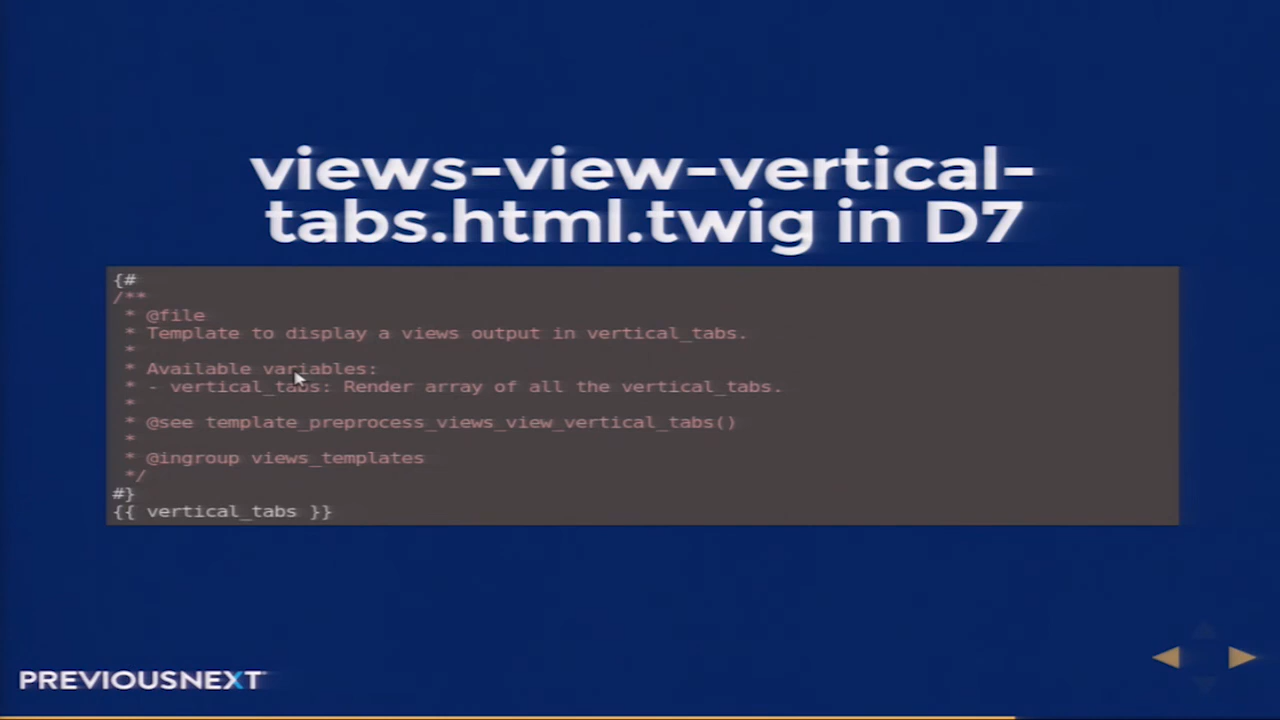 views-view-vertical-
tabs.html.twig in D7
{#
/**
 * @file
 * Template to display a views output in vertical_tabs.
 *
 * Available variables:
 * - vertical_tabs: Render array of all the vertical_tabs.
 *
 * @see template_preprocess_views_view_vertical_tabs()
 *
 * @ingroup views_templates
 */
#}
{{ vertical_tabs }}
PREVIOUSNEXT